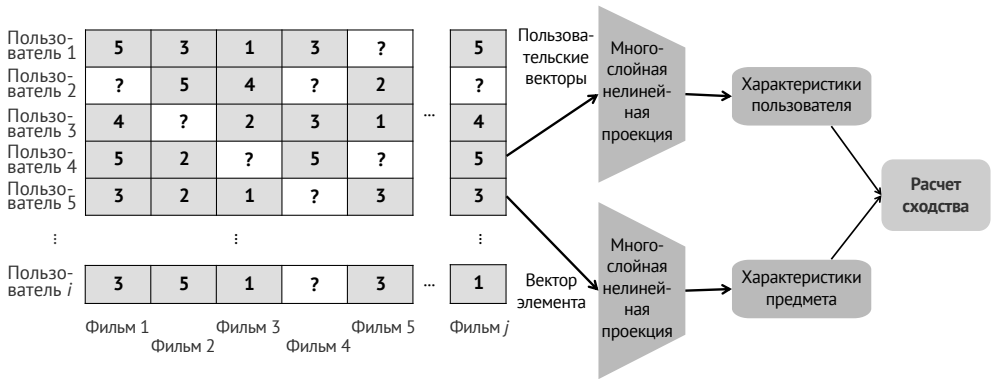 Пользо-
ватель 1
5 3 1 3 ? 5
Пользо-
ватель 2
? 5 4 ? 2 ?
Пользо-
ватель 3
4 ? 2 3 1 ... 4
Пользо-
ватель 4
5 2 ? 5 ? 5
Пользо-
ватель 5
3 2 1 ? 3 3
⋮ ⋮ ⋮
Пользо-
ватель i
3 5 1 ? 3 ... 1
Фильм 1 Фильм 3 Фильм 5 Фильм j
Фильм 2 Фильм 4
Пользова-
тельские
векторы
Много-
слойная
нелиней-
ная
проекция
Характеристики
пользователя
Вектор
элемента
Много-
слойная
нелиней-
ная
проекция
Характеристики
предмета
Расчет
сходства